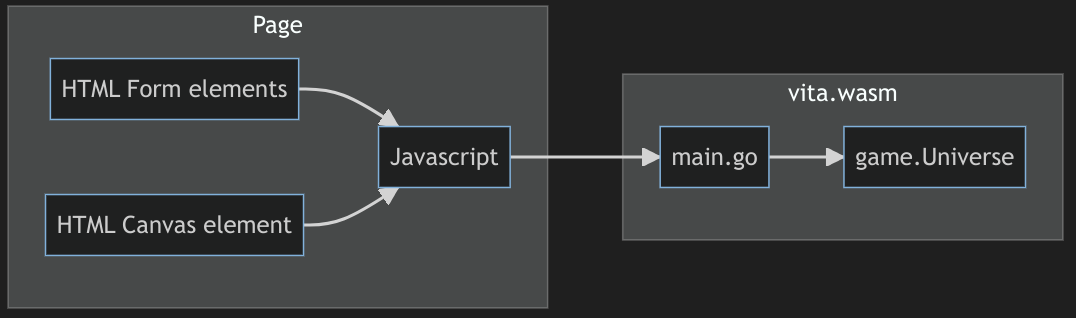 Page
HTML Form elements
Javascript
HTML Canvas element
vita.wasm
main.go
game.Universe